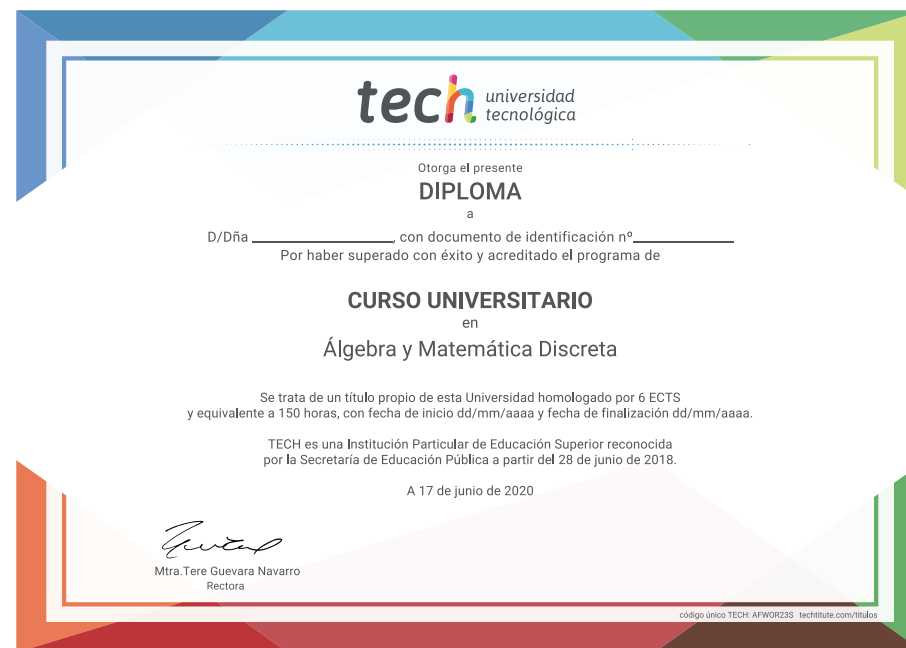 tech universidad
tecnológica
Otorga el presente
DIPLOMA
a
D/Dña ____________________, con documento de identificación nº______________
Por haber superado con éxito y acreditado el programa de
CURSO UNIVERSITARIO
en
Álgebra y Matemática Discreta
Se trata de un título propio de esta Universidad homologado por 6 ECTS
y equivalente a 150 horas, con fecha de inicio dd/mm/aaaa y fecha de finalización dd/mm/aaaa.
TECH es una Institución Particular de Educación Superior reconocida
por la Secretaría de Educación Pública a partir del 28 de junio de 2018.
A 17 de junio de 2020
Mtra.Tere Guevara Navarro
Rectora
código único TECH: AFWOR23S techtitute.com/titulos